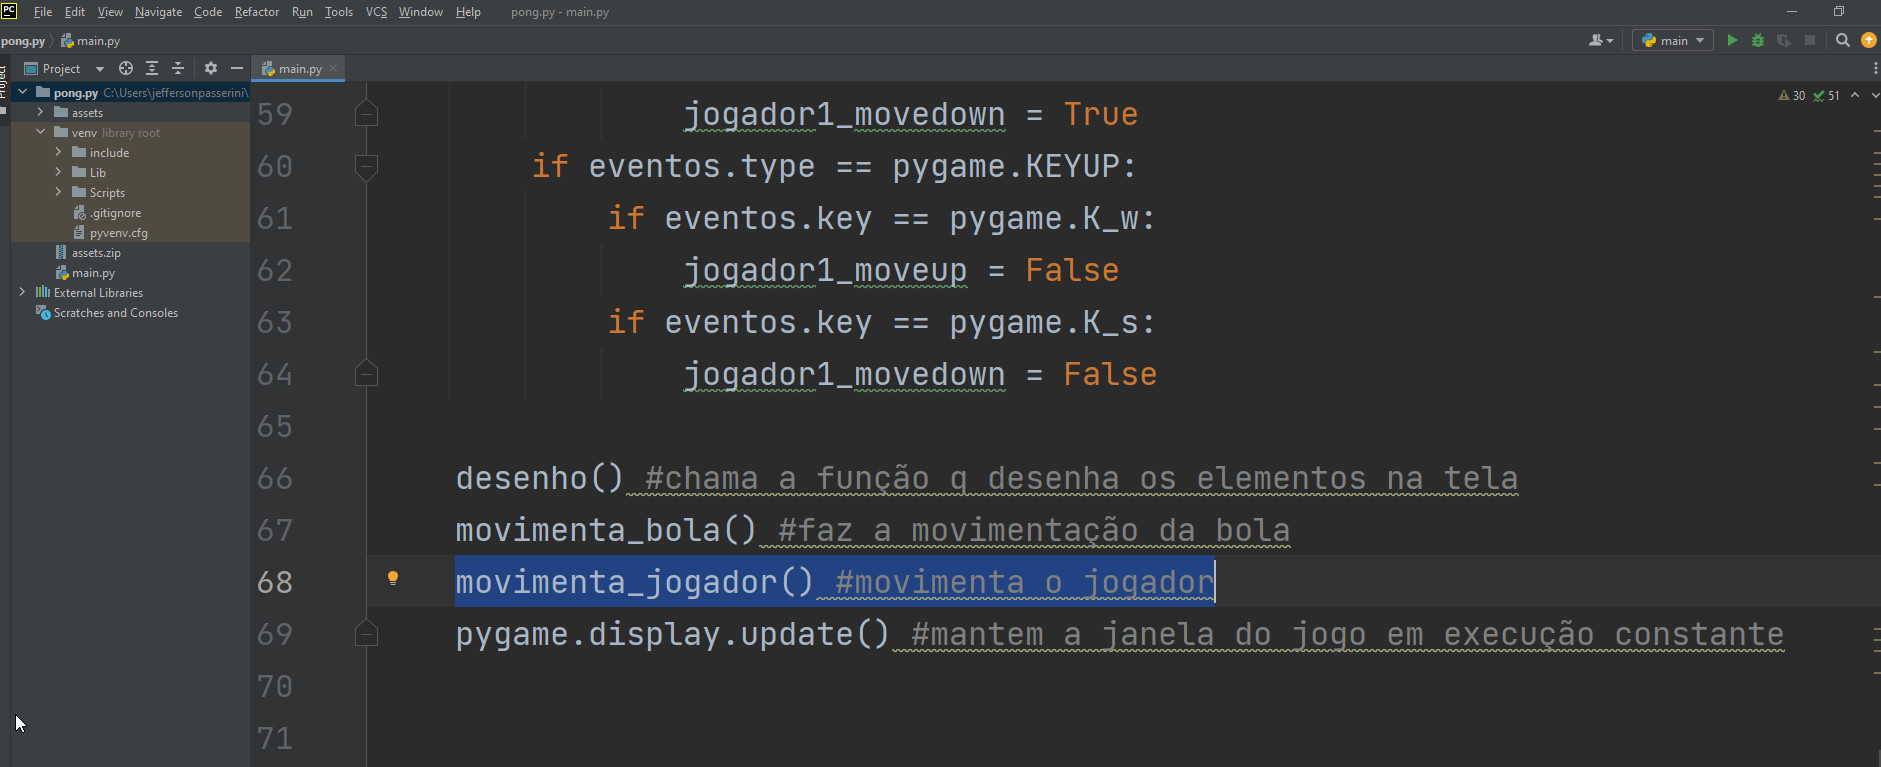 PC File Edit View Navigate Code Refactor Run Tools VCS Window Help pong.py - main.py
pong.py main.py
main
Project
Project
main.py
pong.py C:\Users\jeffersonpasserini\
assets
venv library root
include
Lib
Scripts
.gitignore
pyvenv.cfg
assets.zip
main.py
External Libraries
Scratches and Consoles
30 51
59 jogador1_movedown = True
60 if eventos.type == pygame.KEYUP:
61 if eventos.key == pygame.K_w:
62 jogador1_moveup = False
63 if eventos.key == pygame.K_s:
64 jogador1_movedown = False
65
66 desenho() #chama a função q desenha os elementos na tela
67 movimenta_bola() #faz a movimentação da bola
68 movimenta_jogador() #movimenta o jogador
69 pygame.display.update() #mantem a janela do jogo em execução constante
70
71